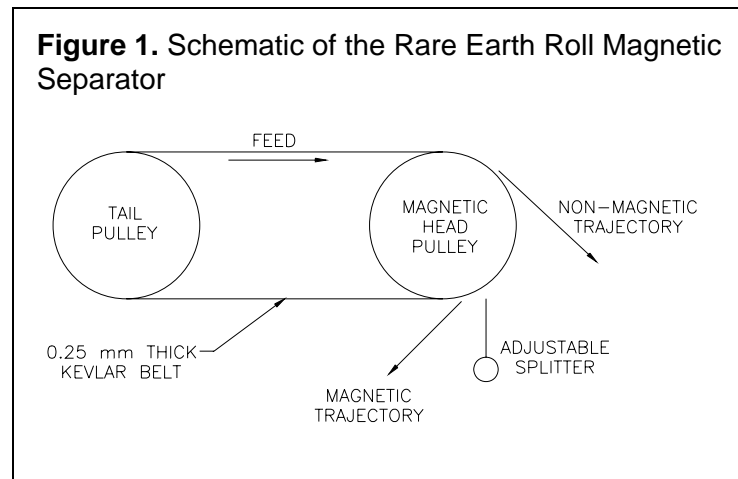 Figure 1. Schematic of the Rare Earth Roll Magnetic
Separator
FEED
TAIL
PULLEY
MAGNETIC
HEAD
PULLEY
NON-MAGNETIC
TRAJECTORY
0.25 mm THICK
KEVLAR BELT
MAGNETIC
TRAJECTORY
ADJUSTABLE
SPLITTER